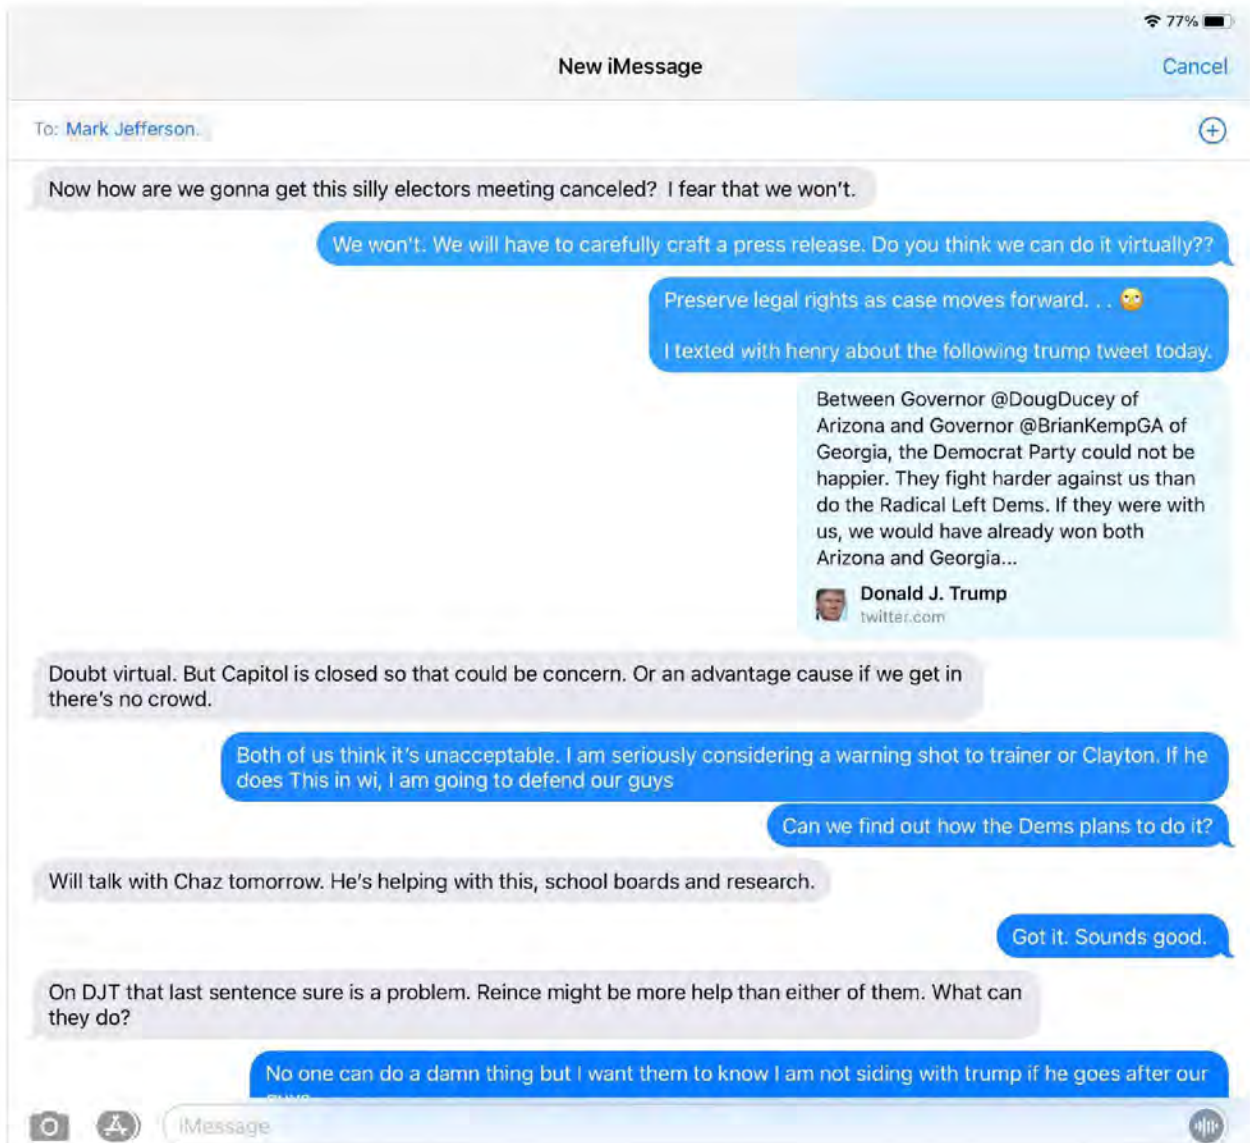 77%
New iMessage
Cancel
To: Mark Jefferson.
Now how are we gonna get this silly electors meeting canceled? I fear that we won't.
We won't. We will have to carefully craft a press release. Do you think we can do it virtually??
Preserve legal rights as case moves forward. . . 🙄
I texted with henry about the following trump tweet today.
Between Governor @DougDucey of
Arizona and Governor @BrianKempGA of
Georgia, the Democrat Party could not be
happier. They fight harder against us than
do the Radical Left Dems. If they were with
us, we would have already won both
Arizona and Georgia...
Donald J. Trump
twitter.com
Doubt virtual. But Capitol is closed so that could be concern. Or an advantage cause if we get in
there's no crowd.
Both of us think it's unacceptable. I am seriously considering a warning shot to trainer or Clayton. If he
does This in wi, I am going to defend our guys
Can we find out how the Dems plans to do it?
Will talk with Chaz tomorrow. He's helping with this, school boards and research.
Got it. Sounds good.
On DJT that last sentence sure is a problem. Reince might be more help than either of them. What can
they do?
No one can do a damn thing but I want them to know I am not siding with trump if he goes after our
iMessage